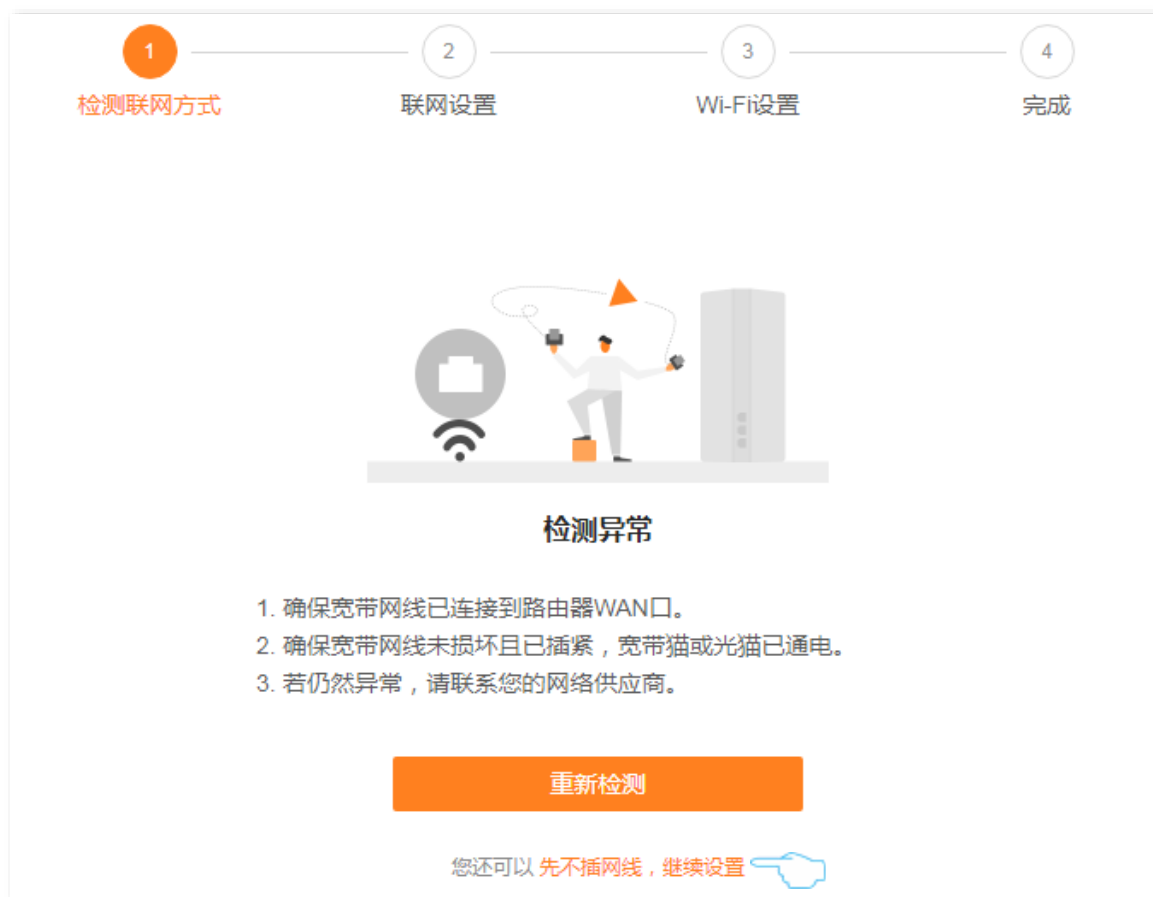 1
2
3
4
检测联网方式
联网设置
Wi-Fi设置
完成
检测异常
1. 确保宽带网线已连接到路由器WAN口。
2. 确保宽带网线未损坏且已插紧，宽带猫或光猫已通电。
3. 若仍然异常，请联系您的网络供应商。
重新检测
您还可以 先不插网线，继续设置